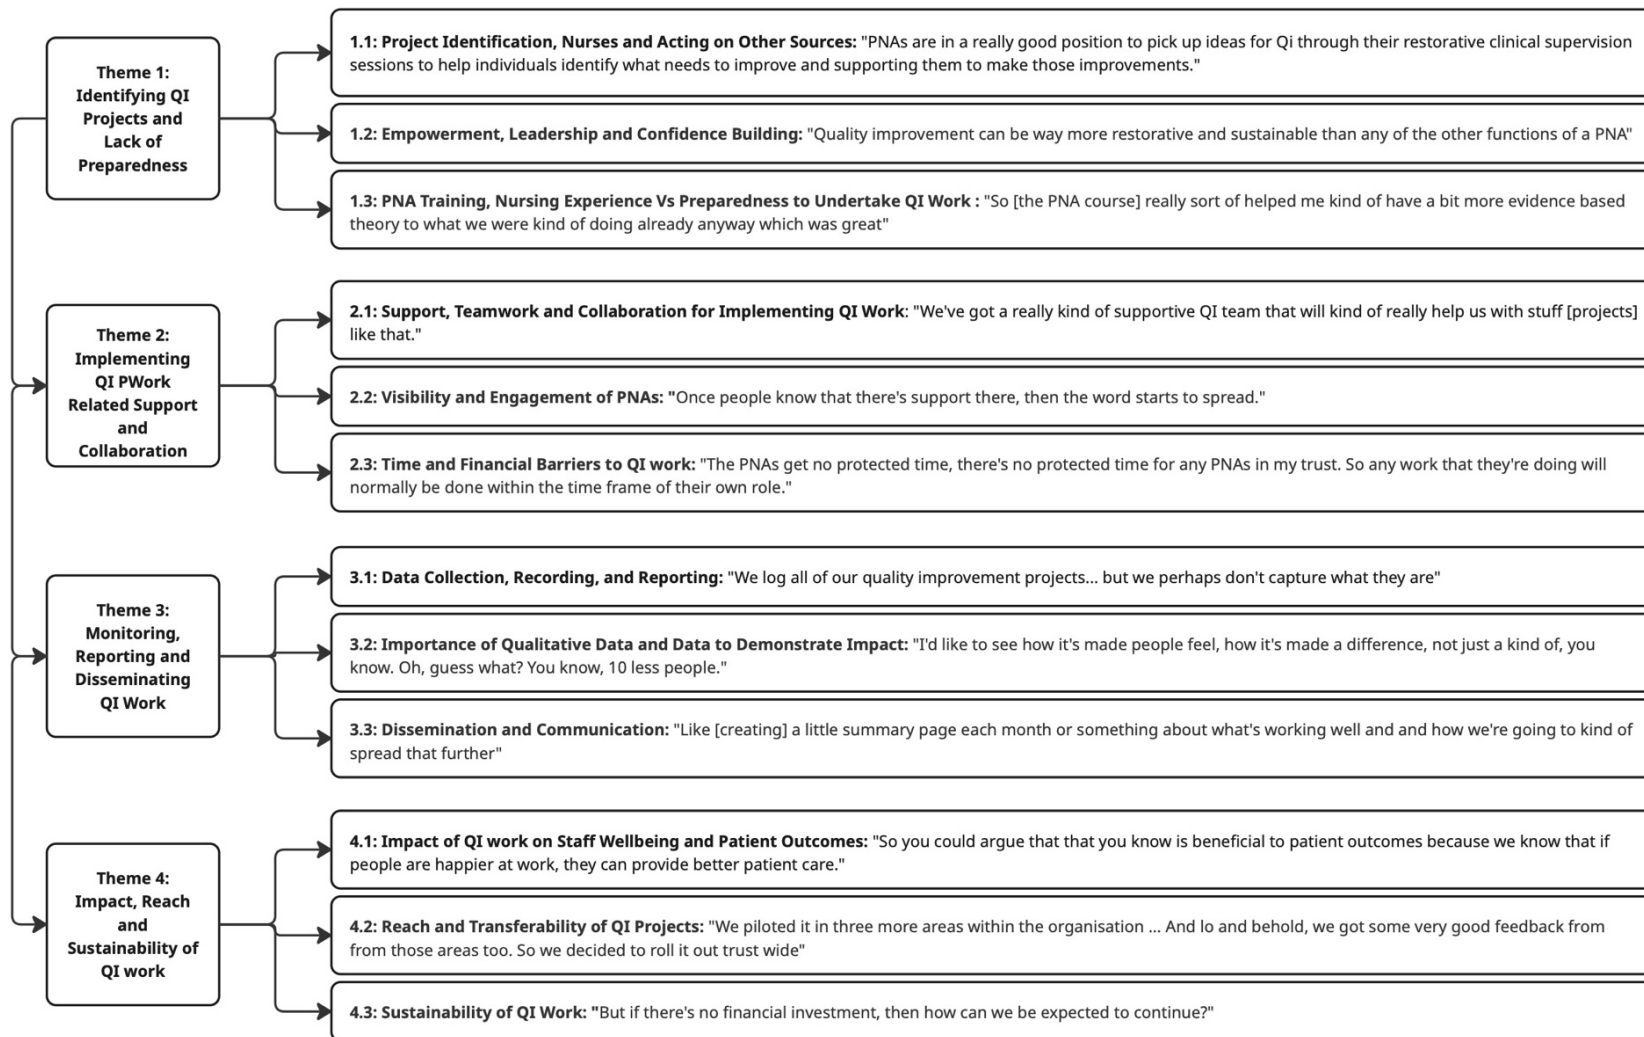 Theme 1:
Identifying QI
Projects and
Lack of
Preparedness
1.1: Project Identification, Nurses and Acting on Other Sources: "PNAs are in a really good position to pick up ideas for Qi through their restorative clinical supervision
sessions to help individuals identify what needs to improve and supporting them to make those improvements."
1.2: Empowerment, Leadership and Confidence Building: "Quality improvement can be way more restorative and sustainable than any of the other functions of a PNA"
1.3: PNA Training, Nursing Experience Vs Preparedness to Undertake QI Work : "So [the PNA course] really sort of helped me kind of have a bit more evidence based
theory to what we were kind of doing already anyway which was great"
Theme 2:
Implementing
QI PWork
Related Support
and
Collaboration
2.1: Support, Teamwork and Collaboration for Implementing QI Work: "We've got a really kind of supportive QI team that will kind of really help us with stuff [projects]
like that."
2.2: Visibility and Engagement of PNAs: "Once people know that there's support there, then the word starts to spread."
2.3: Time and Financial Barriers to QI work: "The PNAs get no protected time, there's no protected time for any PNAs in my trust. So any work that they're doing will
normally be done within the time frame of their own role."
Theme 3:
Monitoring,
Reporting and
Disseminating
QI Work
3.1: Data Collection, Recording, and Reporting: "We log all of our quality improvement projects... but we perhaps don't capture what they are"
3.2: Importance of Qualitative Data and Data to Demonstrate Impact: "I'd like to see how it's made people feel, how it's made a difference, not just a kind of, you
know. Oh, guess what? You know, 10 less people."
3.3: Dissemination and Communication: "Like [creating] a little summary page each month or something about what's working well and and how we're going to kind of
spread that further"
Theme 4:
Impact, Reach
and
Sustainability of
QI work
4.1: Impact of QI work on Staff Wellbeing and Patient Outcomes: "So you could argue that that you know is beneficial to patient outcomes because we know that if
people are happier at work, they can provide better patient care."
4.2: Reach and Transferability of QI Projects: "We piloted it in three more areas within the organisation ... And lo and behold, we got some very good feedback from
from those areas too. So we decided to roll it out trust wide"
4.3: Sustainability of QI Work: "But if there's no financial investment, then how can we be expected to continue?"